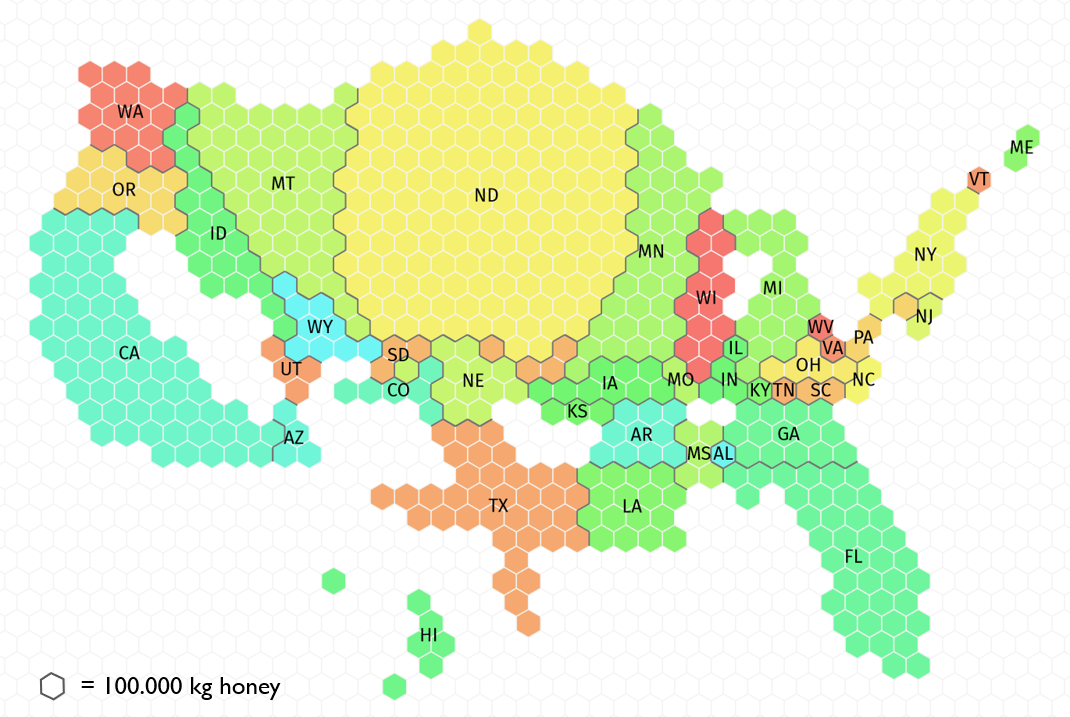 WA
ME
VT
OR
MT
ND
ID
MN
NY
MI
WI
NJ
WY
WV
PA
CA
SD
IL
VA
UT
OH
CO
NE
IA
MO
IN
NC
KY
TN
SC
KS
AZ
AR
GA
MS
AL
TX
LA
FL
HI
= 100.000 kg honey